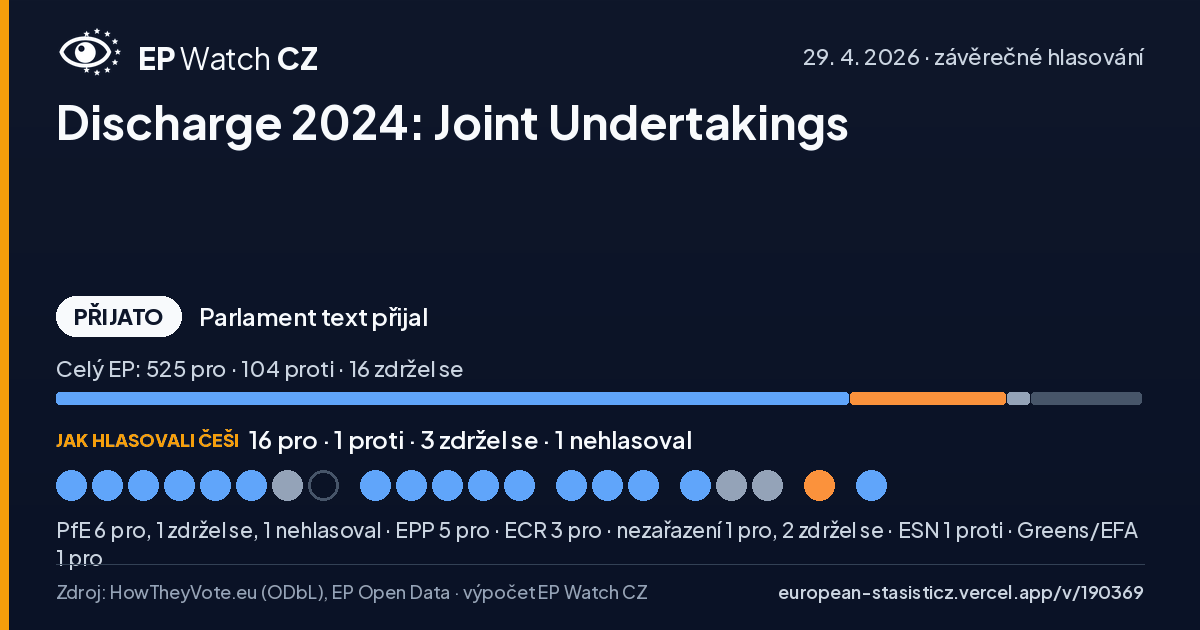 EP Watch CZ
29. 4. 2026 · závěrečné hlasování
Discharge 2024: Joint Undertakings
PŘIJATO Parlament text přijal
Celý EP: 525 pro · 104 proti · 16 zdržel se
JAK HLASOVALI ČEŠI 16 pro · 1 proti · 3 zdržel se · 1 nehlasoval
PfE 6 pro, 1 zdržel se, 1 nehlasoval · EPP 5 pro · ECR 3 pro · nezařazení 1 pro, 2 zdržel se · ESN 1 proti · Greens/EFA
1 pro
Zdroj: HowTheyVote.eu (ODbL), EP Open Data · výpočet EP Watch CZ
european-stasisticz.vercel.app/v/190369